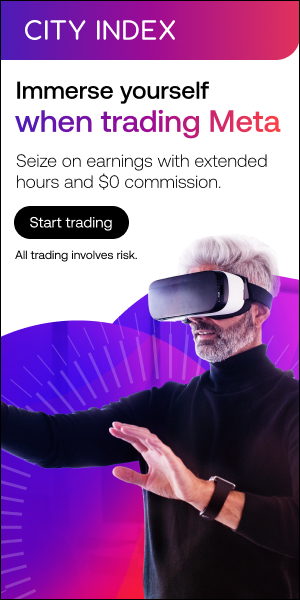 CITY INDEX
Immerse yourself
when trading Meta
Seize on earnings with extended
hours and $0 commission.
Start trading
All trading involves risk.